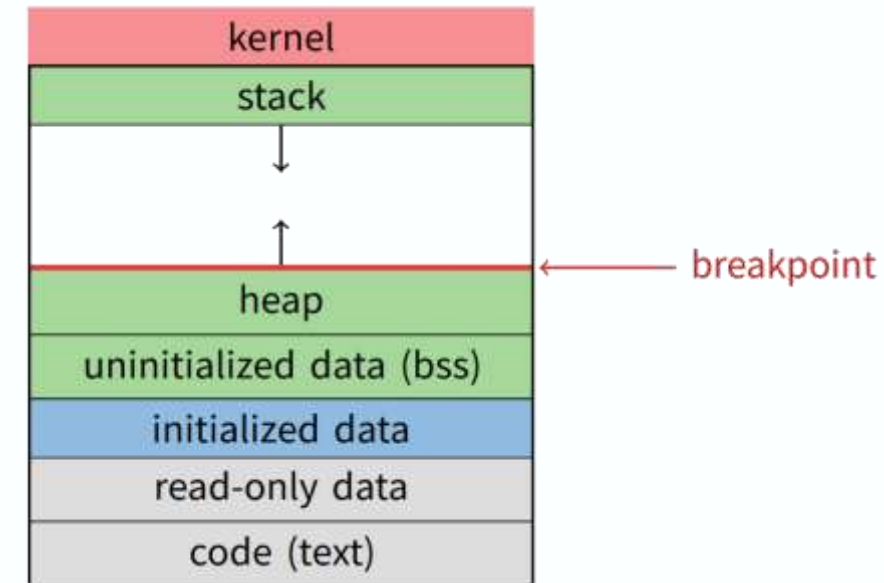 kernel
stack
breakpoint
heap
uninitialized data (bss)
initialized data
read-only data
code (text)